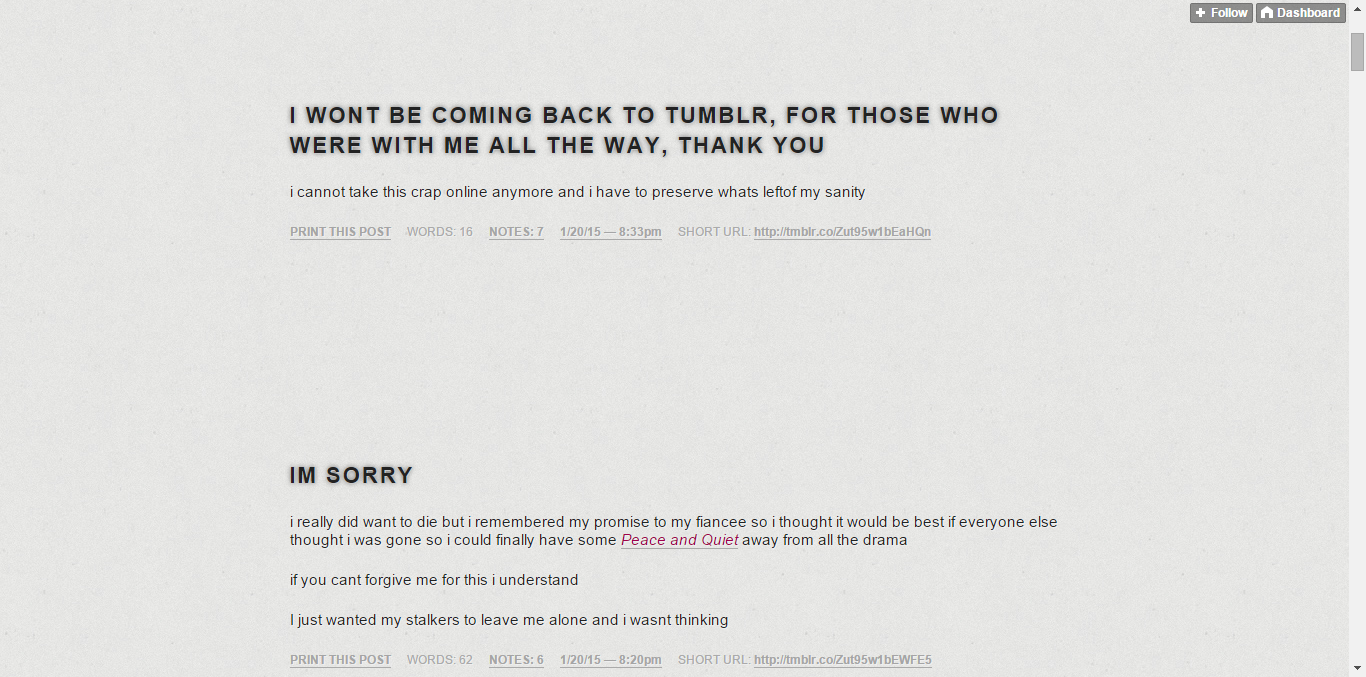 Follow Dashboard
I WONT BE COMING BACK TO TUMBLR, FOR THOSE WHO
WERE WITH ME ALL THE WAY, THANK YOU
i cannot take this crap online anymore and i have to preserve whats leftof my sanity
PRINT THIS POST WORDS: 16 NOTES: 7 1/20/15 — 8:33pm SHORT URL: http://tmblr.co/Zut95w1bEaHQn
IM SORRY
i really did want to die but i remembered my promise to my fiancee so i thought it would be best if everyone else
thought i was gone so i could finally have some Peace and Quiet away from all the drama
if you cant forgive me for this i understand
I just wanted my stalkers to leave me alone and i wasnt thinking
PRINT THIS POST WORDS: 62 NOTES: 6 1/20/15 — 8:20pm SHORT URL: http://tmblr.co/Zut95w1bEWFE5